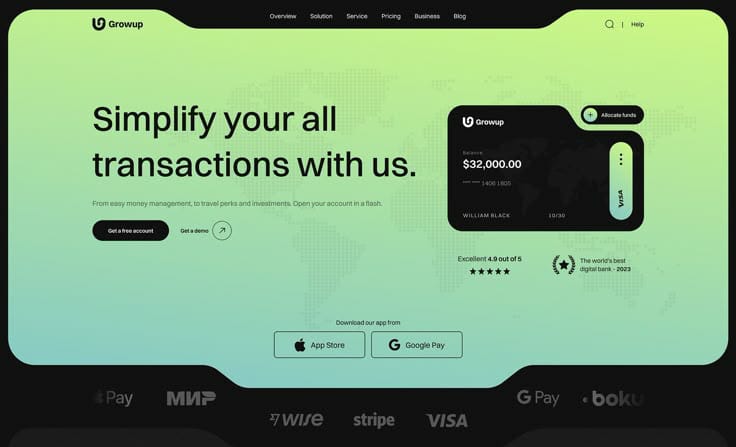 Overview Solution Service Pricing Business Blog
Growup
| Help
Simplify your all
transactions with us.
From easy money management, to travel perks and investments. Open your account in a flash.
Get a free account
Get a demo
Growup
Allocate funds
Balance
$32,000.00
**** **** 1406 1805
WILLIAM BLACK 10/30
VISA
Excellent 4.9 out of 5
The world's best
digital bank - 2023
Download our app from
App Store
Google Pay
Pay
МИР
G Pay
boku
7wise
stripe
VISA